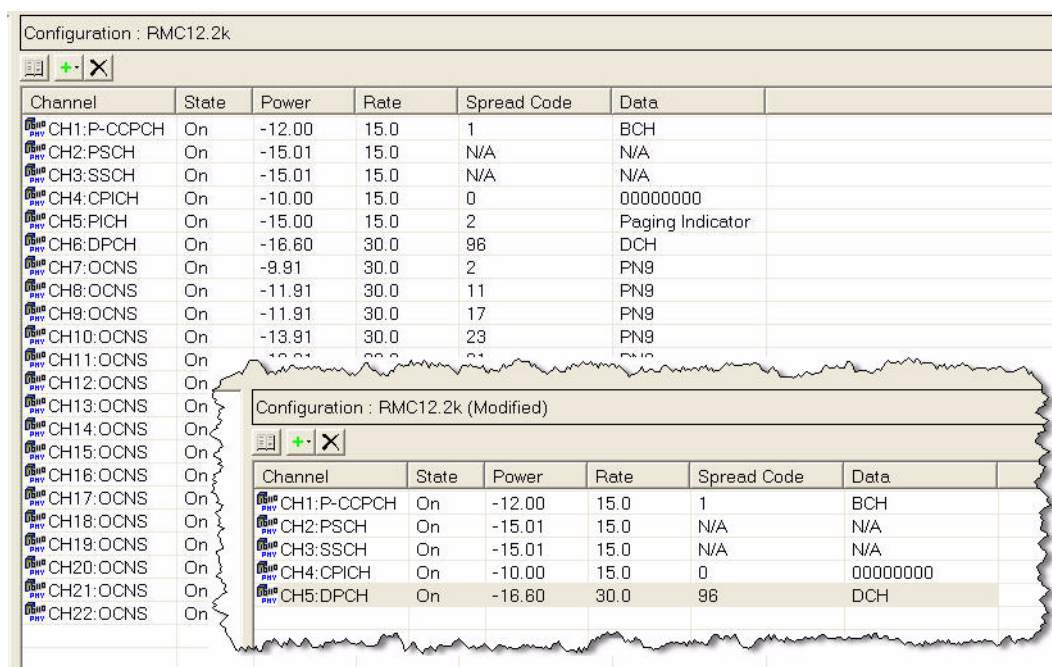 Configuration : RMC12.2k
Channel State Power Rate Spread Code Data
CH1:P-CCPCH On -12.00 15.0 1 BCH
CH2:PSCH On -15.01 15.0 N/A N/A
CH3:SSCH On -15.01 15.0 N/A N/A
CH4:CPICH On -10.00 15.0 0 00000000
CH5:PICH On -15.00 15.0 2 Paging Indicator
CH6:DPCH On -16.60 30.0 96 DCH
CH7:OCNS On -9.91 30.0 2 PN9
CH8:OCNS On -11.91 30.0 11 PN9
CH9:OCNS On -11.91 30.0 17 PN9
CH10:OCNS On -13.91 30.0 23 PN9
CH11:OCNS On
CH12:OCNS On
CH13:OCNS On
CH14:OCNS On
CH15:OCNS On
CH16:OCNS On
CH17:OCNS On
CH18:OCNS On
CH19:OCNS On
CH20:OCNS On
CH21:OCNS On
CH22:OCNS On
Configuration : RMC12.2k (Modified)
Channel State Power Rate Spread Code Data
CH1:P-CCPCH On -12.00 15.0 1 BCH
CH2:PSCH On -15.01 15.0 N/A N/A
CH3:SSCH On -15.01 15.0 N/A N/A
CH4:CPICH On -10.00 15.0 0 00000000
CH5:DPCH On -16.60 30.0 96 DCH